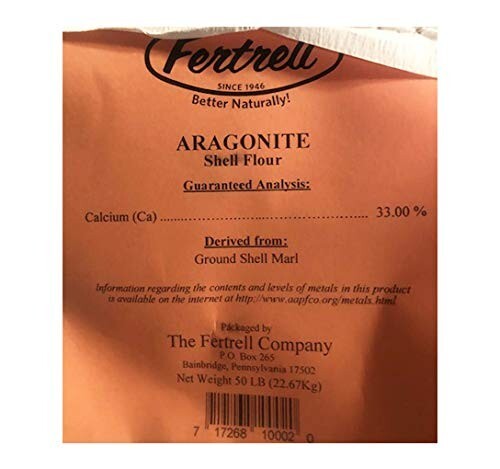 Fertrell
SINCE 1946
Better Naturally!
ARAGONITE
Shell Flour
Guaranteed Analysis:
Calcium (Ca) ................................................. 33.00 %
Derived from:
Ground Shell Marl
Information regarding the contents and levels of metals in this product
is available on the internet at http://www.aapfco.org/metals.html
Packaged by
The Fertrell Company
P.O. Box 265
Bainbridge, Pennsylvania 17502
Net Weight 50 LB (22.67Kg)
7 17268 10002 0